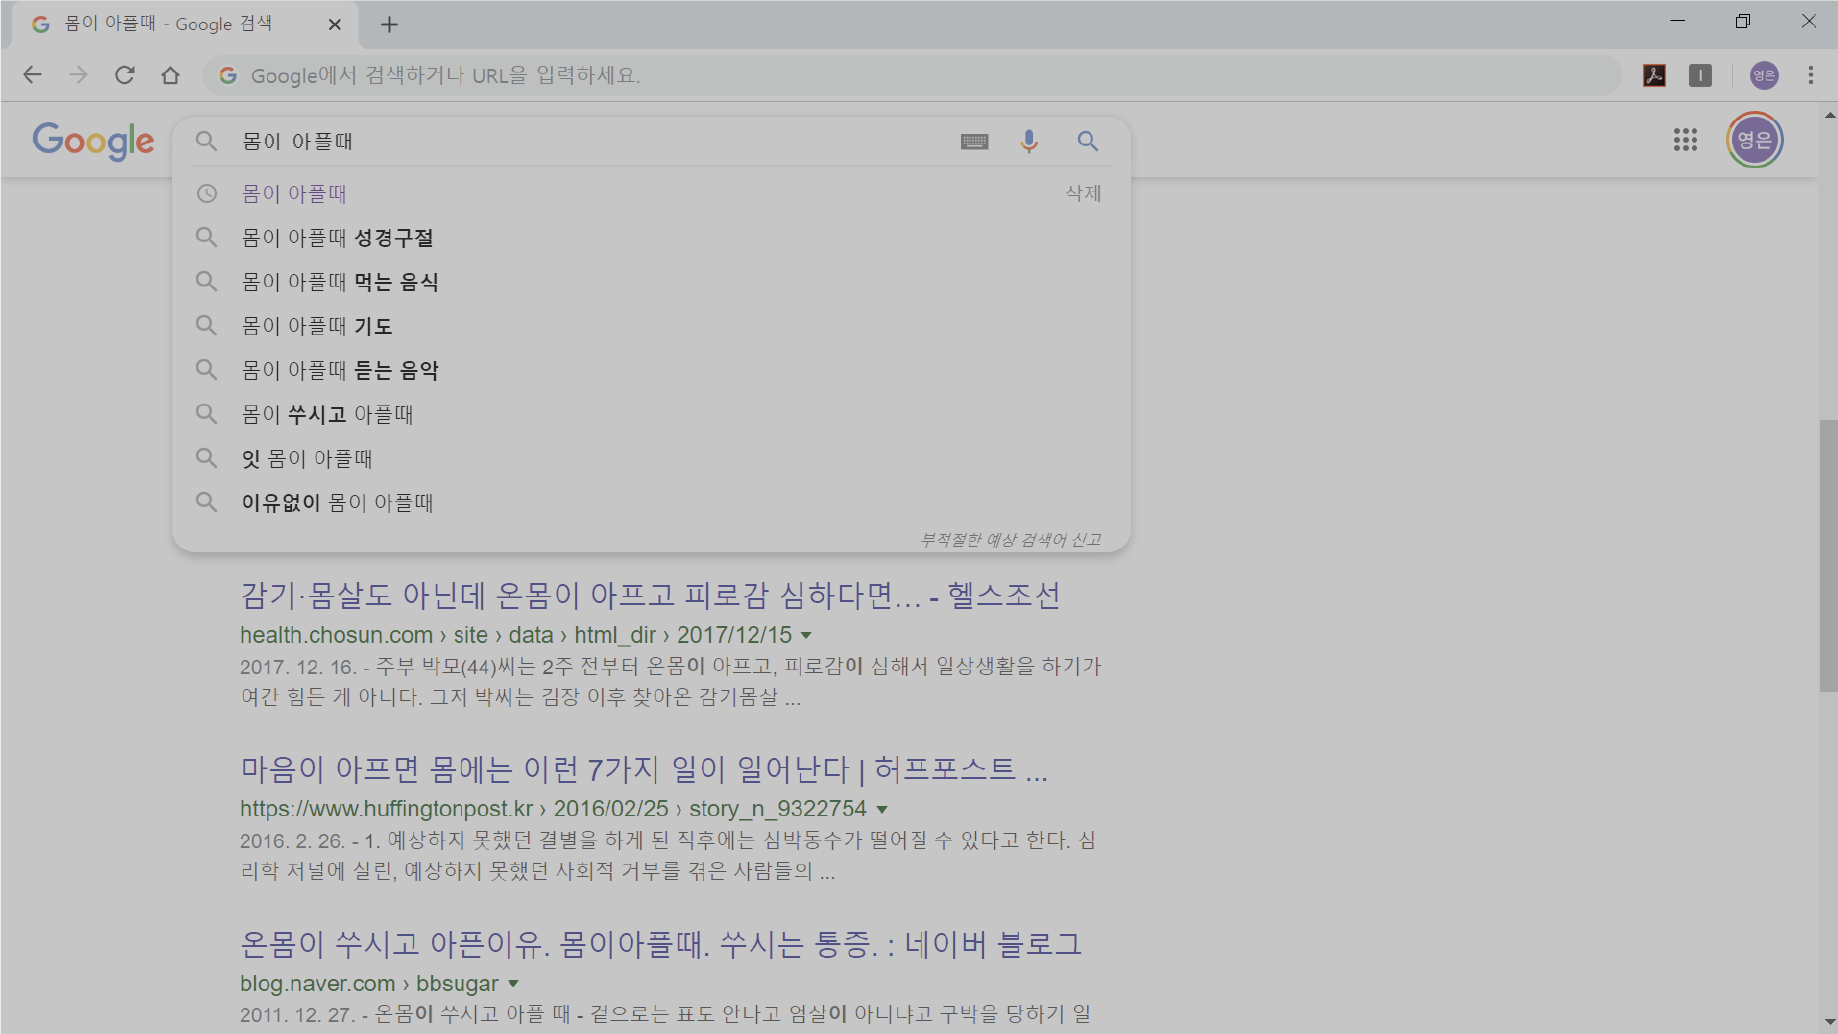 몸이 아플때 - Google 검색
Google에서 검색하거나 URL을 입력하세요.
I
영은
Google
몸이 아플때
영은
몸이 아플때
삭제
몸이 아플때 성경구절
몸이 아플때 먹는 음식
몸이 아플때 기도
몸이 아플때 듣는 음악
몸이 쑤시고 아플때
잇 몸이 아플때
이유없이 몸이 아플때
부적절한 예상 검색어 신고
감기·몸살도 아닌데 온몸이 아프고 피로감 심하다면... - 헬스조선
health.chosun.com › site › data › html_dir › 2017/12/15
2017. 12. 16. - 주부 박모(44)씨는 2주 전부터 온몸이 아프고, 피로감이 심해서 일상생활을 하기가
여간 힘든 게 아니다. 그저 박씨는 김장 이후 찾아온 감기몸살 ...
마음이 아프면 몸에는 이런 7가지 일이 일어난다 | 허프포스트 ...
https://www.huffingtonpost.kr › 2016/02/25 › story_n_9322754
2016. 2. 26. - 1. 예상하지 못했던 결별을 하게 된 직후에는 심박동수가 떨어질 수 있다고 한다. 심
리학 저널에 실린, 예상하지 못했던 사회적 거부를 겪은 사람들의 ...
온몸이 쑤시고 아픈이유. 몸이아플때. 쑤시는 통증. : 네이버 블로그
blog.naver.com › bbsugar
2011. 12. 27. - 온몸이 쑤시고 아플 때 - 겉으로는 표도 안나고 엄살이 아니냐고 구박을 당하기 일